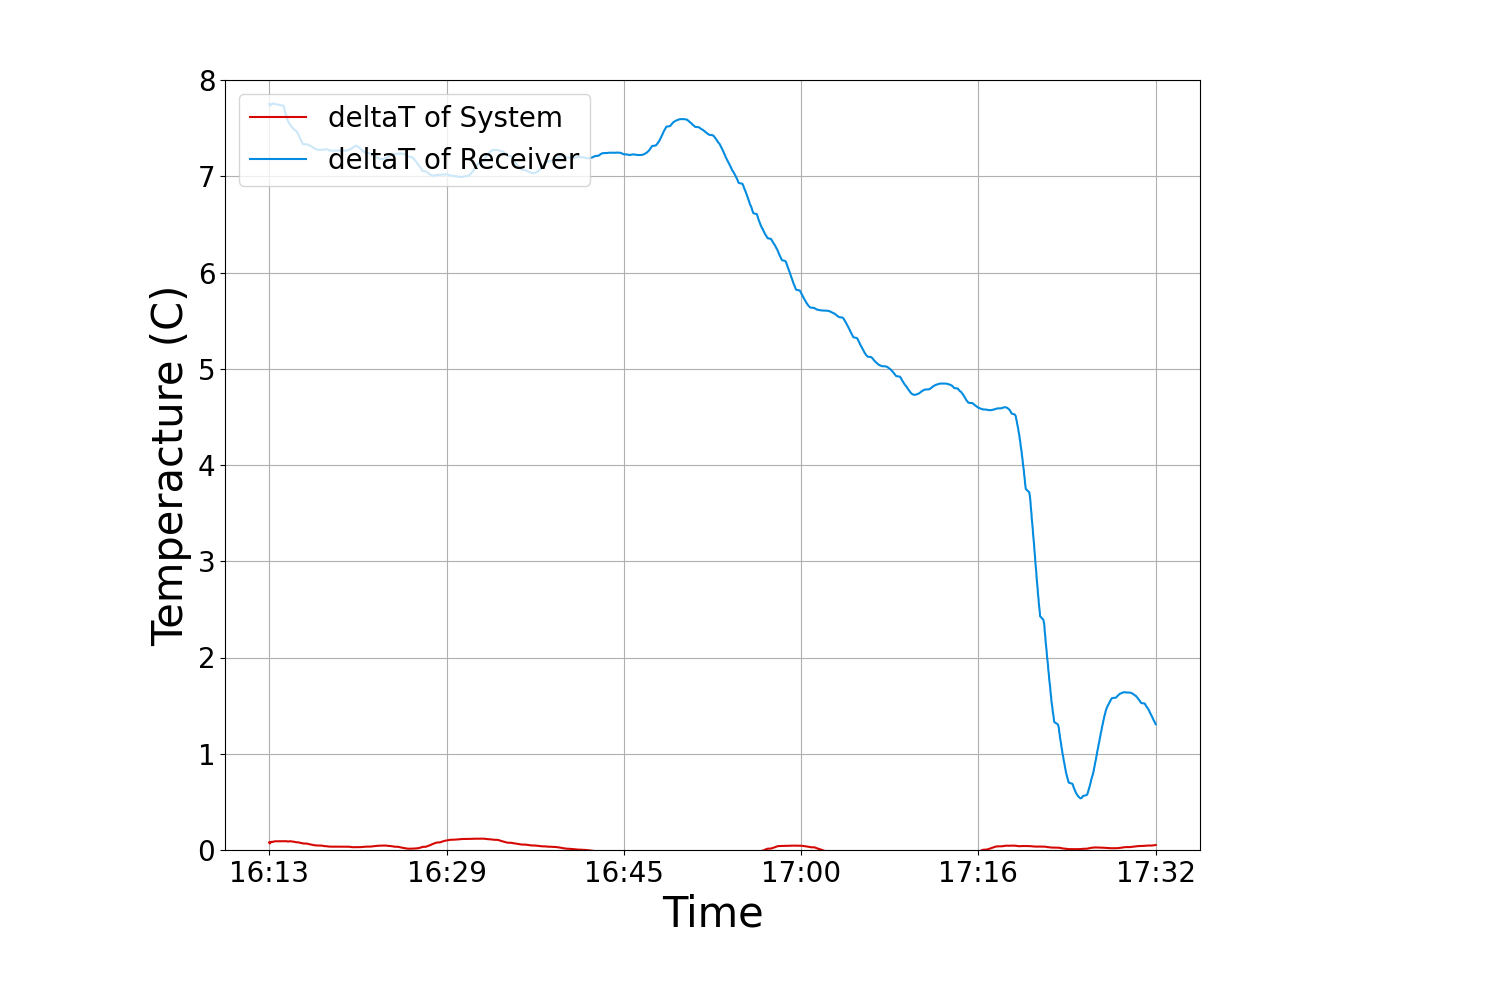 deltaT of System
deltaT of Receiver
8
7
6
5
4
3
2
1
0
Temperacture (C)
16:13 16:29 16:45 17:00 17:16 17:32
Time